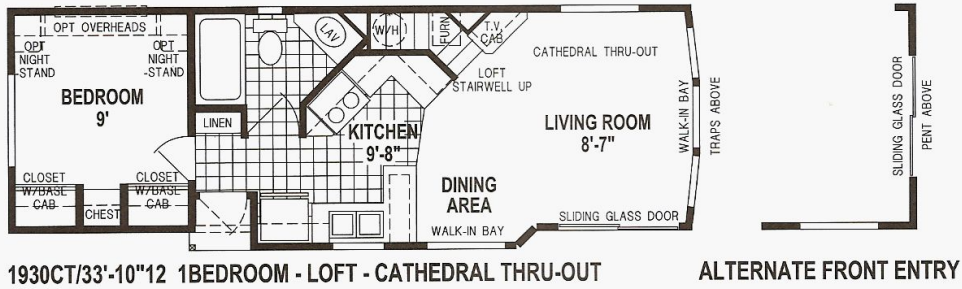 OPT OVERHEADS
OPT
NIGHT
-STAND
OPT
NIGHT
-STAND
BEDROOM
9'
CLOSET
W/BASE
CAB
CHEST
CLOSET
W/BASE
CAB
LINEN
LAV
W/H
FURN
T.V.
CAB
LOFT
STAIRWELL UP
KITCHEN
9'-8"
CATHEDRAL THRU-OUT
LIVING ROOM
8'-7"
DINING
AREA
WALK-IN BAY
SLIDING GLASS DOOR
WALK-IN BAY
TRAPS ABOVE
SLIDING GLASS DOOR
PENT ABOVE
1930CT/33'-10"12 1BEDROOM - LOFT - CATHEDRAL THRU-OUT
ALTERNATE FRONT ENTRY